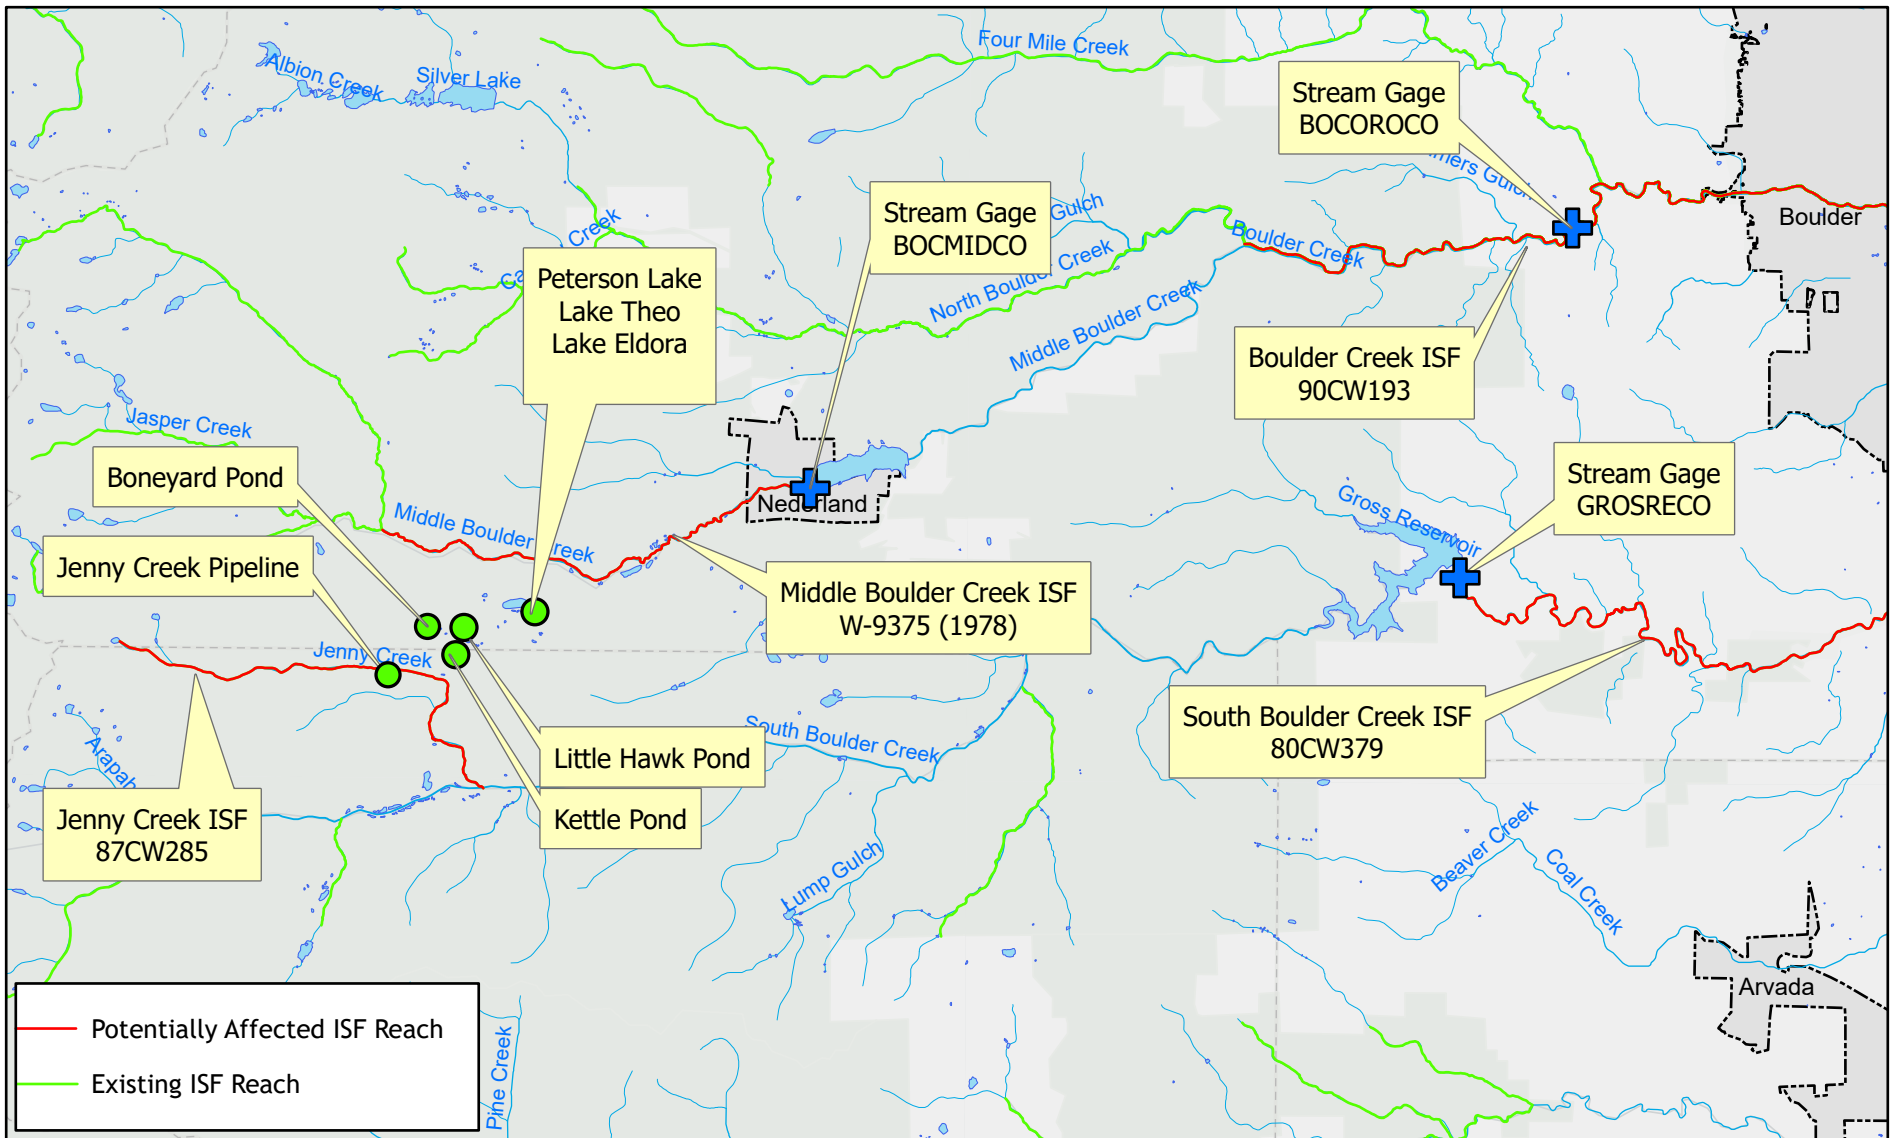 Four Mile Creek
Albion Creek
Silver Lake
Stream Gage
BOCOROCO
Gulch
Stream Gage
BOCMIDCO
Gulch
Boulder
Creek
Boulder Creek
Peterson Lake
Lake Theo
Lake Eldora
North Boulder Creek
Middle Boulder Creek
Boulder Creek ISF
90CW193
Jasper Creek
Boneyard Pond
Nederland
Stream Gage
GROSRECO
Gross Reservoir
Middle Boulder Creek
Jenny Creek Pipeline
Middle Boulder Creek ISF
W-9375 (1978)
Jenny Creek
South Boulder Creek ISF
80CW379
Little Hawk Pond
South Boulder Creek
Arapah
Jenny Creek ISF
87CW285
Kettle Pond
Lump Gulch
Beaver Creek
Coal Creek
Arvada
Potentially Affected ISF Reach
Existing ISF Reach
Pine Creek